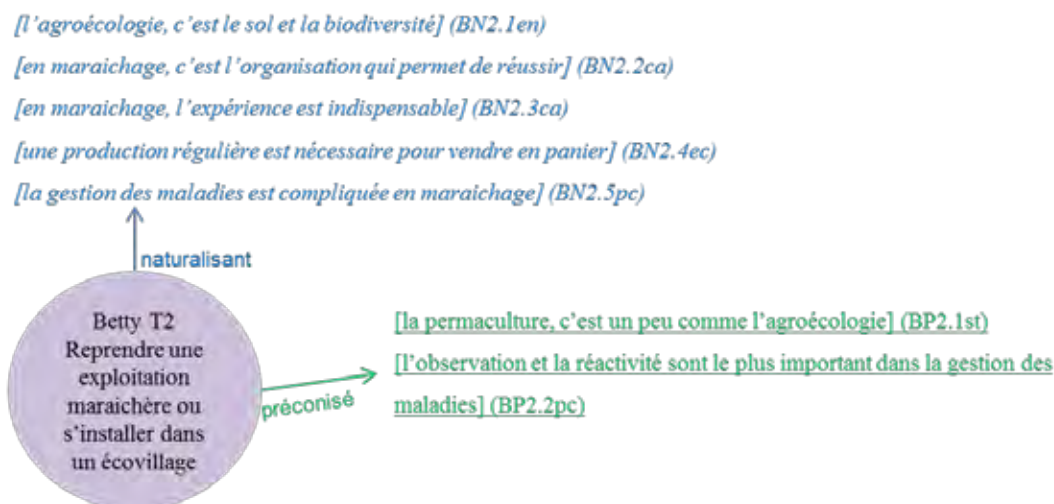 [l’agroécologie, c’est le sol et la biodiversité] (BN2.1en)
[en maraichage, c’est l’organisation qui permet de réussir] (BN2.2ca)
[en maraichage, l’expérience est indispensable] (BN2.3ca)
[une production régulière est nécessaire pour vendre en panier] (BN2.4ec)
[la gestion des maladies est compliquée en maraichage] (BN2.5pc)
naturalisant
Betty T2
Reprendre une
exploitation
maraichère ou
s’installer dans
un écovillage
préconisé
[la permaculture, c’est un peu comme l’agroécologie] (BP2.1st)
[l’observation et la réactivité sont le plus important dans la gestion des
maladies] (BP2.2pc)